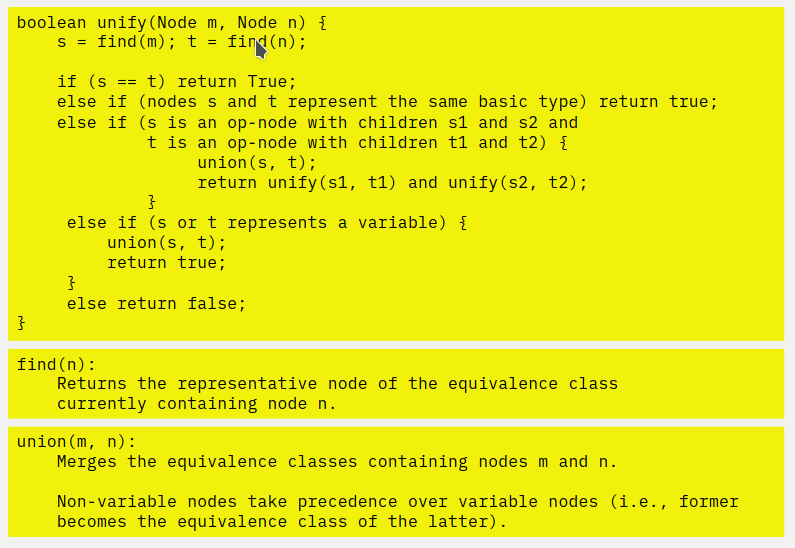 boolean unify(Node m, Node n) {
    s = find(m); t = find(n);

    if (s == t) return True;
    else if (nodes s and t represent the same basic type) return true;
    else if (s is an op-node with children s1 and s2 and
             t is an op-node with children t1 and t2) {
                  union(s, t);
                  return unify(s1, t1) and unify(s2, t2);
             }
     else if (s or t represents a variable) {
         union(s, t);
         return true;
     }
     else return false;
}
find(n):
    Returns the representative node of the equivalence class
    currently containing node n.
union(m, n):
    Merges the equivalence classes containing nodes m and n.

    Non-variable nodes take precedence over variable nodes (i.e., former
    becomes the equivalence class of the latter).